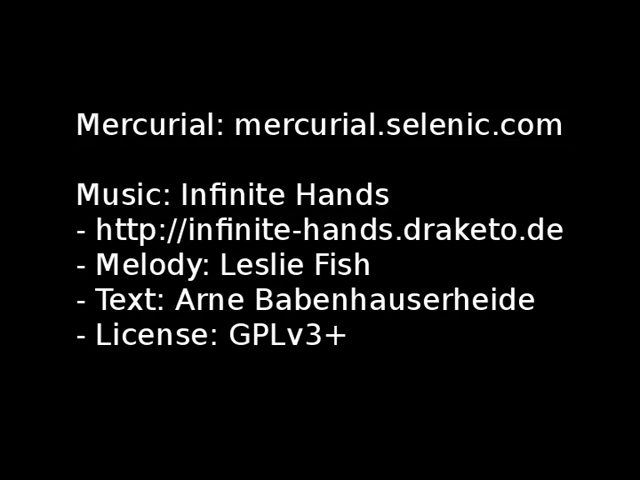 Mercurial: mercurial.selenic.com
Music: Infinite Hands
- http://infinite-hands.draketo.de
- Melody: Leslie Fish
- Text: Arne Babenhauserheide
- License: GPLv3+